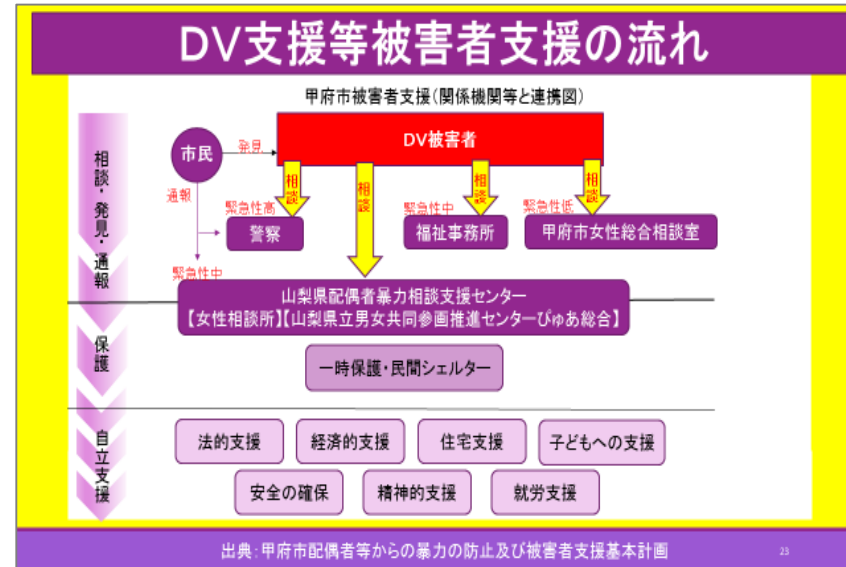 DV支援等被害者支援の流れ
甲府市被害者支援(関係機関等と連携図)
相談・発見・通報
市民
発見
DV被害者
通報
相談
相談
相談
相談
緊急性高
警察
緊急性中
福祉事務所
緊急性低
甲府市女性総合相談室
緊急性中
山梨県配偶者暴力相談支援センター
【女性相談所】【山梨県立男女共同参画推進センターぴゅあ総合】
保護
一時保護・民間シェルター
自立支援
法的支援
経済的支援
住宅支援
子どもへの支援
安全の確保
精神的支援
就労支援
出典:甲府市配偶者等からの暴力の防止及び被害者支援基本計画
23